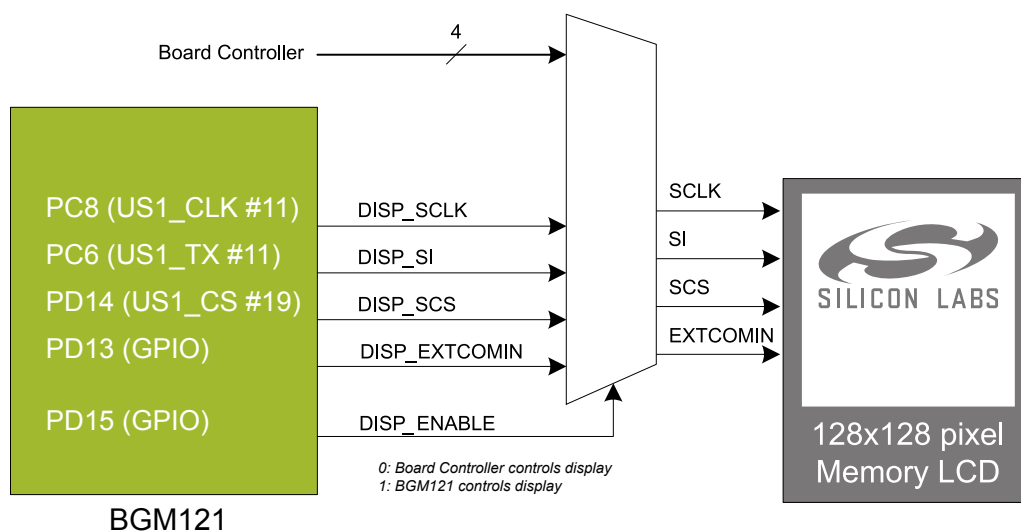 4
Board Controller
PC8 (US1_CLK #11)
PC6 (US1_TX #11)
PD14 (US1_CS #19)
PD13 (GPIO)
PD15 (GPIO)
BGM121
DISP_SCLK
DISP_SI
DISP_SCS
DISP_EXTCOMIN
DISP_ENABLE
0: Board Controller controls display
1: BGM121 controls display
SCLK
SI
SCS
EXTCOMIN
SILICON LABS
128x128 pixel
Memory LCD